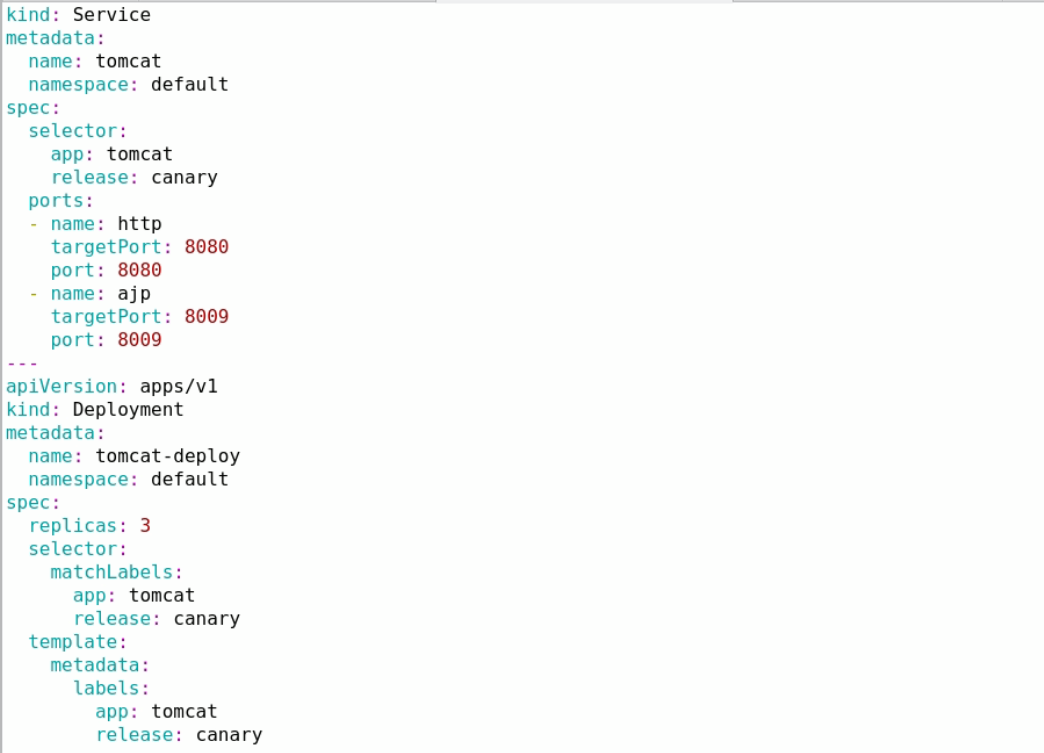 kind: Service
metadata:
  name: tomcat
  namespace: default
spec:
  selector:
    app: tomcat
    release: canary
  ports:
  - name: http
    targetPort: 8080
    port: 8080
  - name: ajp
    targetPort: 8009
    port: 8009
---
apiVersion: apps/v1
kind: Deployment
metadata:
  name: tomcat-deploy
  namespace: default
spec:
  replicas: 3
  selector:
    matchLabels:
      app: tomcat
      release: canary
  template:
    metadata:
      labels:
        app: tomcat
        release: canary